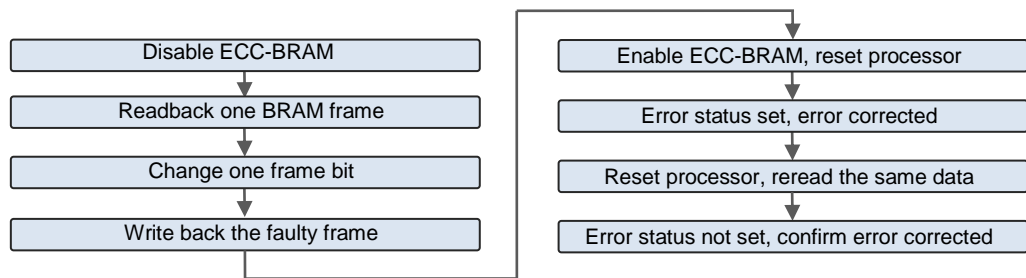 Disable ECC-BRAM
Readback one BRAM frame
Change one frame bit
Write back the faulty frame
Enable ECC-BRAM, reset processor
Error status set, error corrected
Reset processor, reread the same data
Error status not set, confirm error corrected